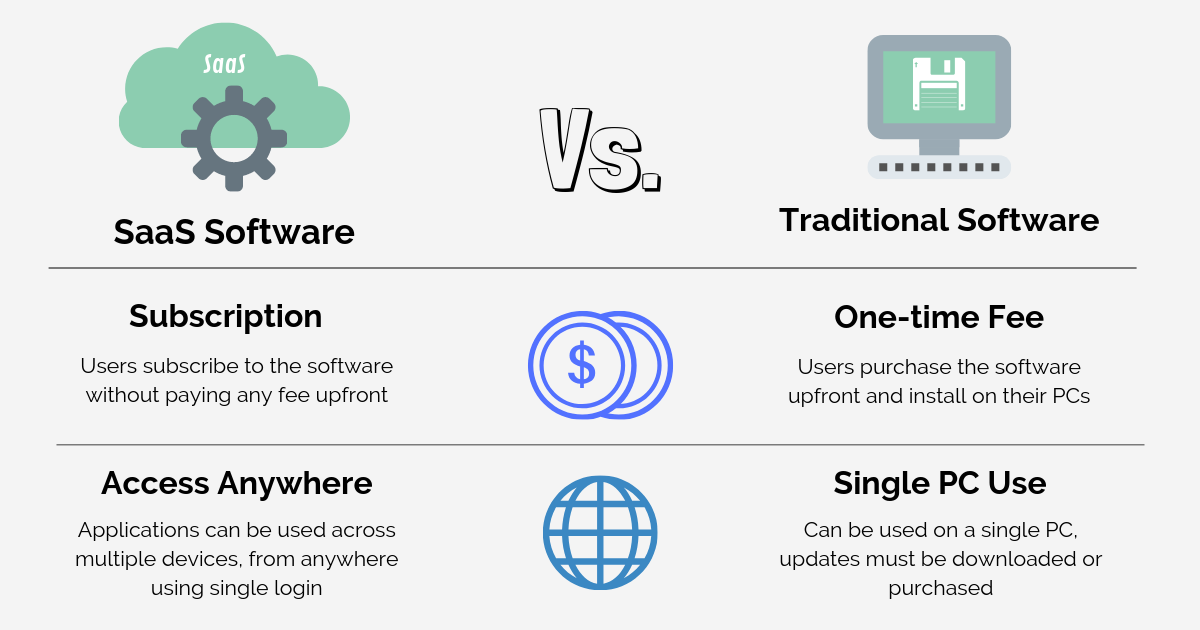 SaaS
Vs.
SaaS Software
Traditional Software
Subscription
Users subscribe to the software
without paying any fee upfront
$
One-time Fee
Users purchase the software
upfront and install on their PCs
Access Anywhere
Applications can be used across
multiple devices, from anywhere
using single login
Single PC Use
Can be used on a single PC,
updates must be downloaded or
purchased